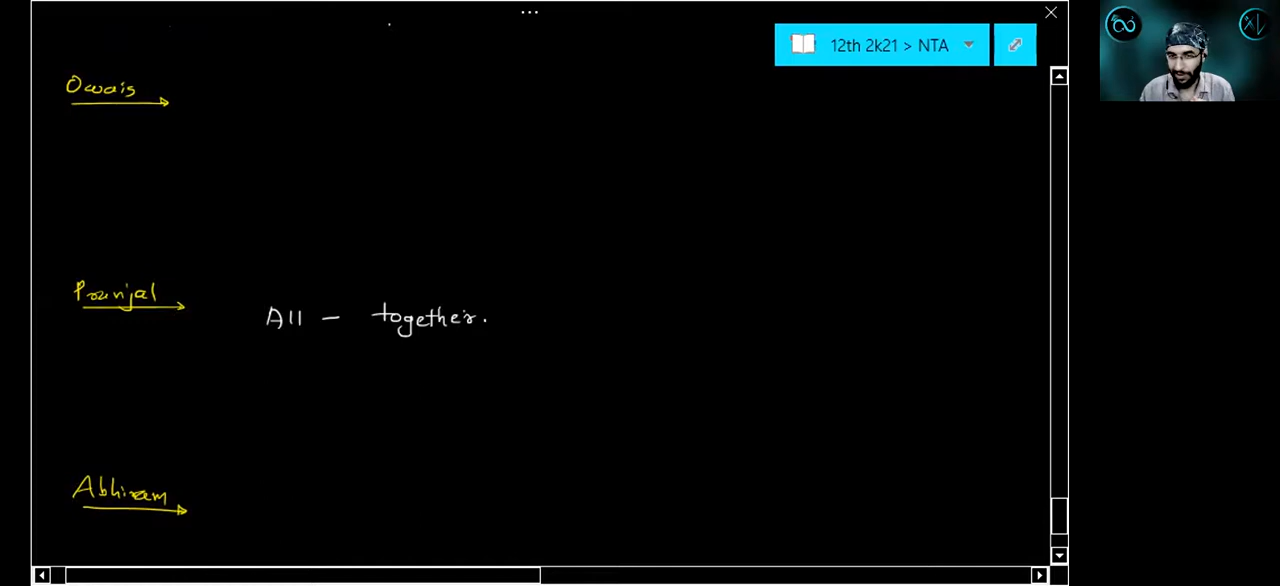 12th 2k21 > NTA
Owais
Pranjal
All - together.
Abhiram